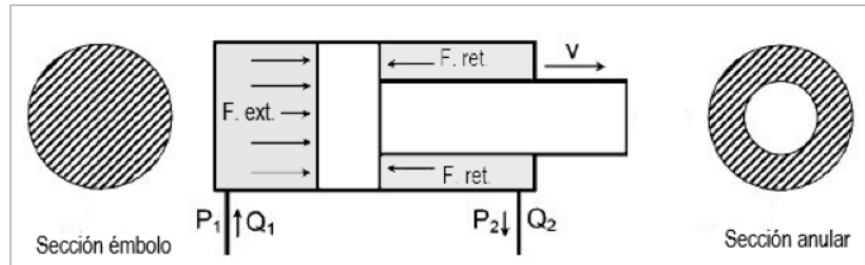 F. ret.
V
F. ext.
F. ret.
P₁ Q₁
P₂ Q₂
Sección émbolo
Sección anular